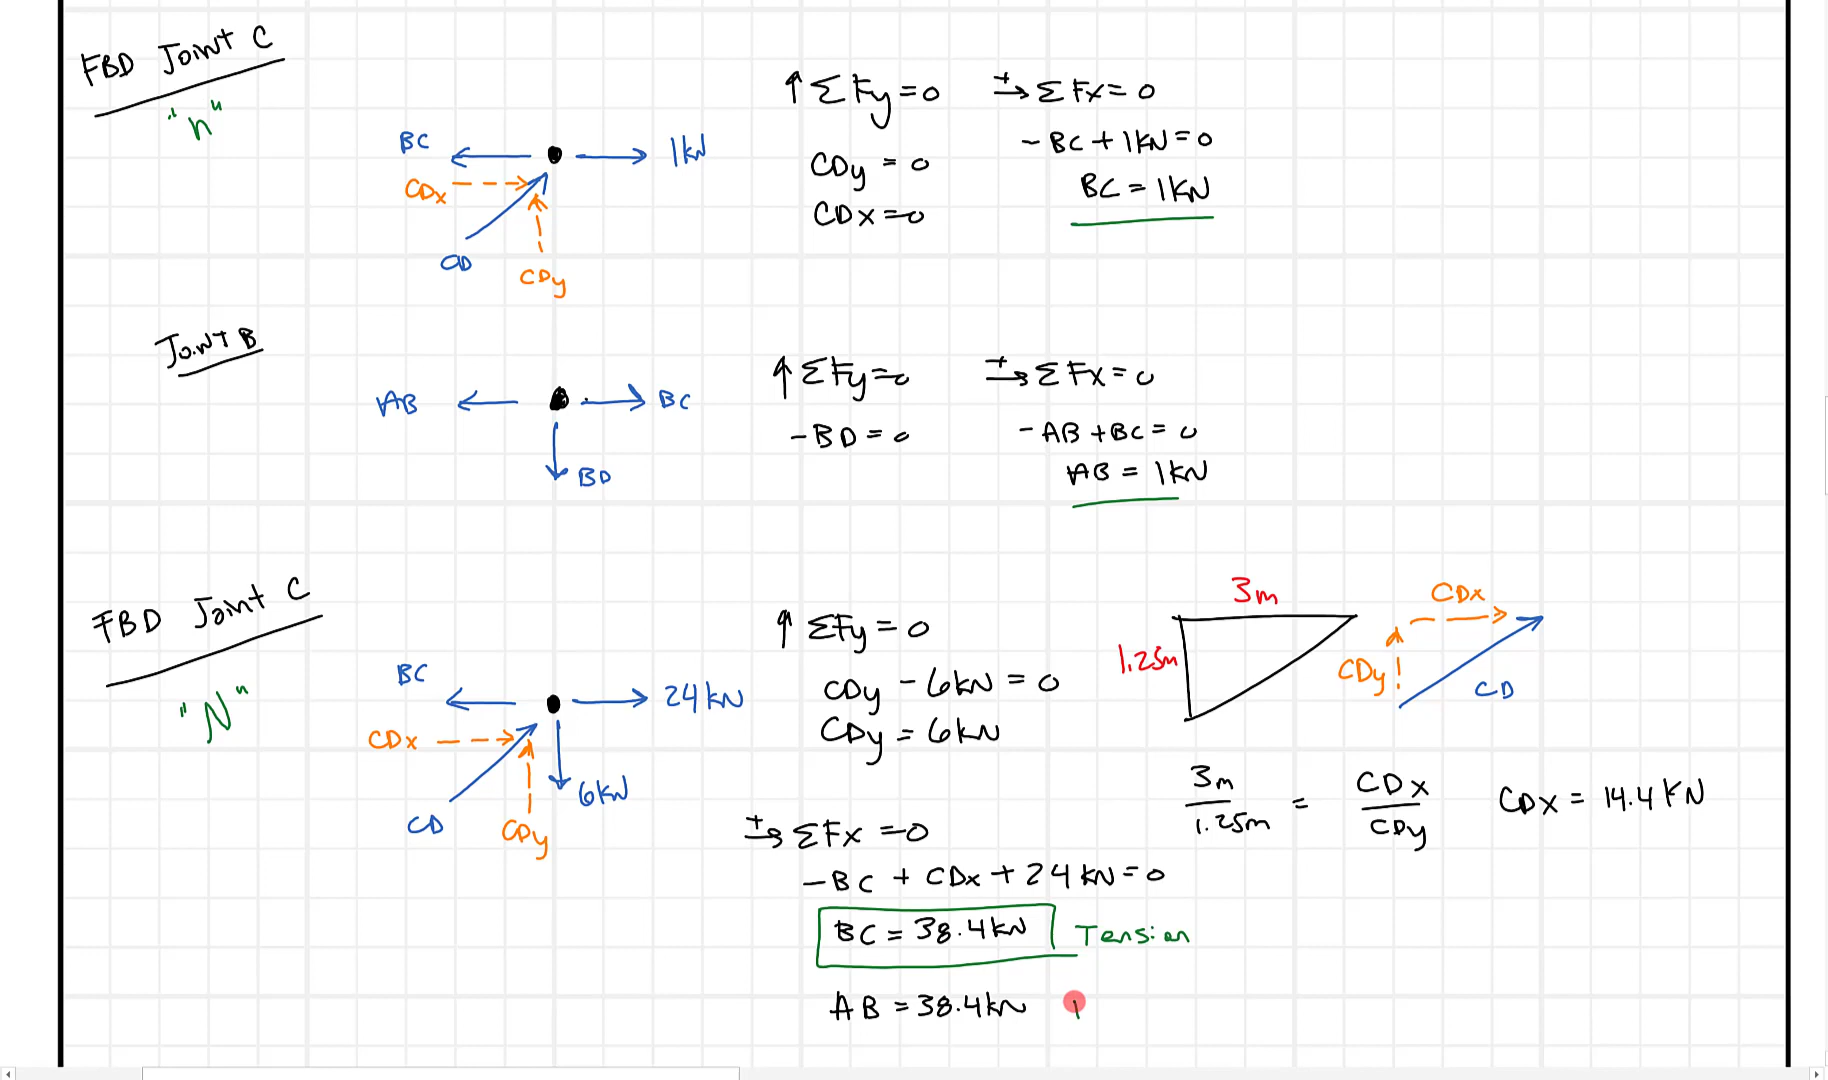 FBD Joint C
"n"
BC
1kN
CDx
CD
CDy
↑ΣFy=0
CDy = 0
CDx=0
+→ΣFx=0
-BC+1kN=0
BC=1kN
Joint B
AB
BC
BD
↑ΣFy=0
-BD=0
+→ΣFx=0
-AB+BC=0
AB=1kN
FBD Joint C
"N"
BC
24kN
CDx
6kN
CD
CDy
↑ΣFy=0
CDy-6kN=0
CDy=6kN
3m
1.25m
CDx
CDy
CD
3m/1.25m = CDx/CDy CDx=14.4KN
+→ΣFx=0
-BC+CDx+24kN=0
BC=38.4kN Tension
AB=38.4kN